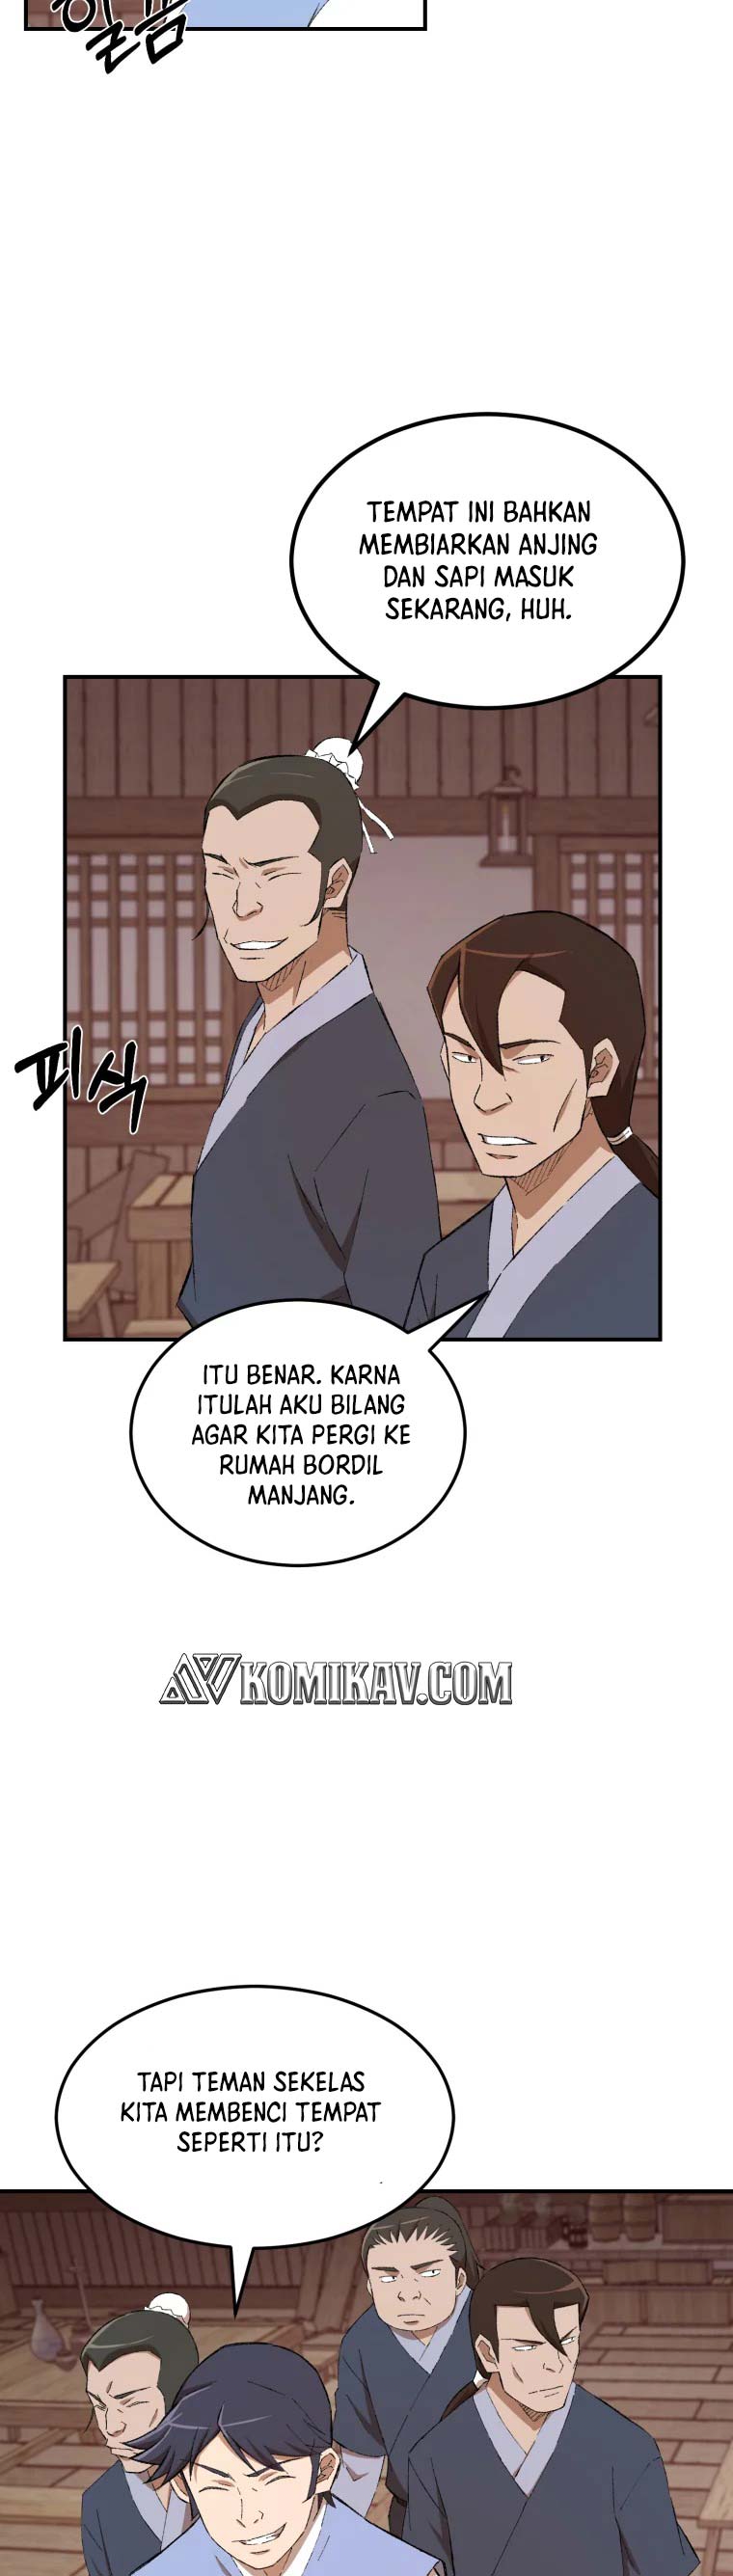 TEMPAT INI BAHKAN
MEMBIARKAN ANJING
DAN SAPI MASUK
SEKARANG, HUH.
피식
ITU BENAR. KARNA
ITULAH AKU BILANG
AGAR KITA PERGI KE
RUMAH BORDIL
MANJANG.
KOMIKAV.COM
TAPI TEMAN SEKELAS
KITA MEMBENCI TEMPAT
SEPERTI ITU?